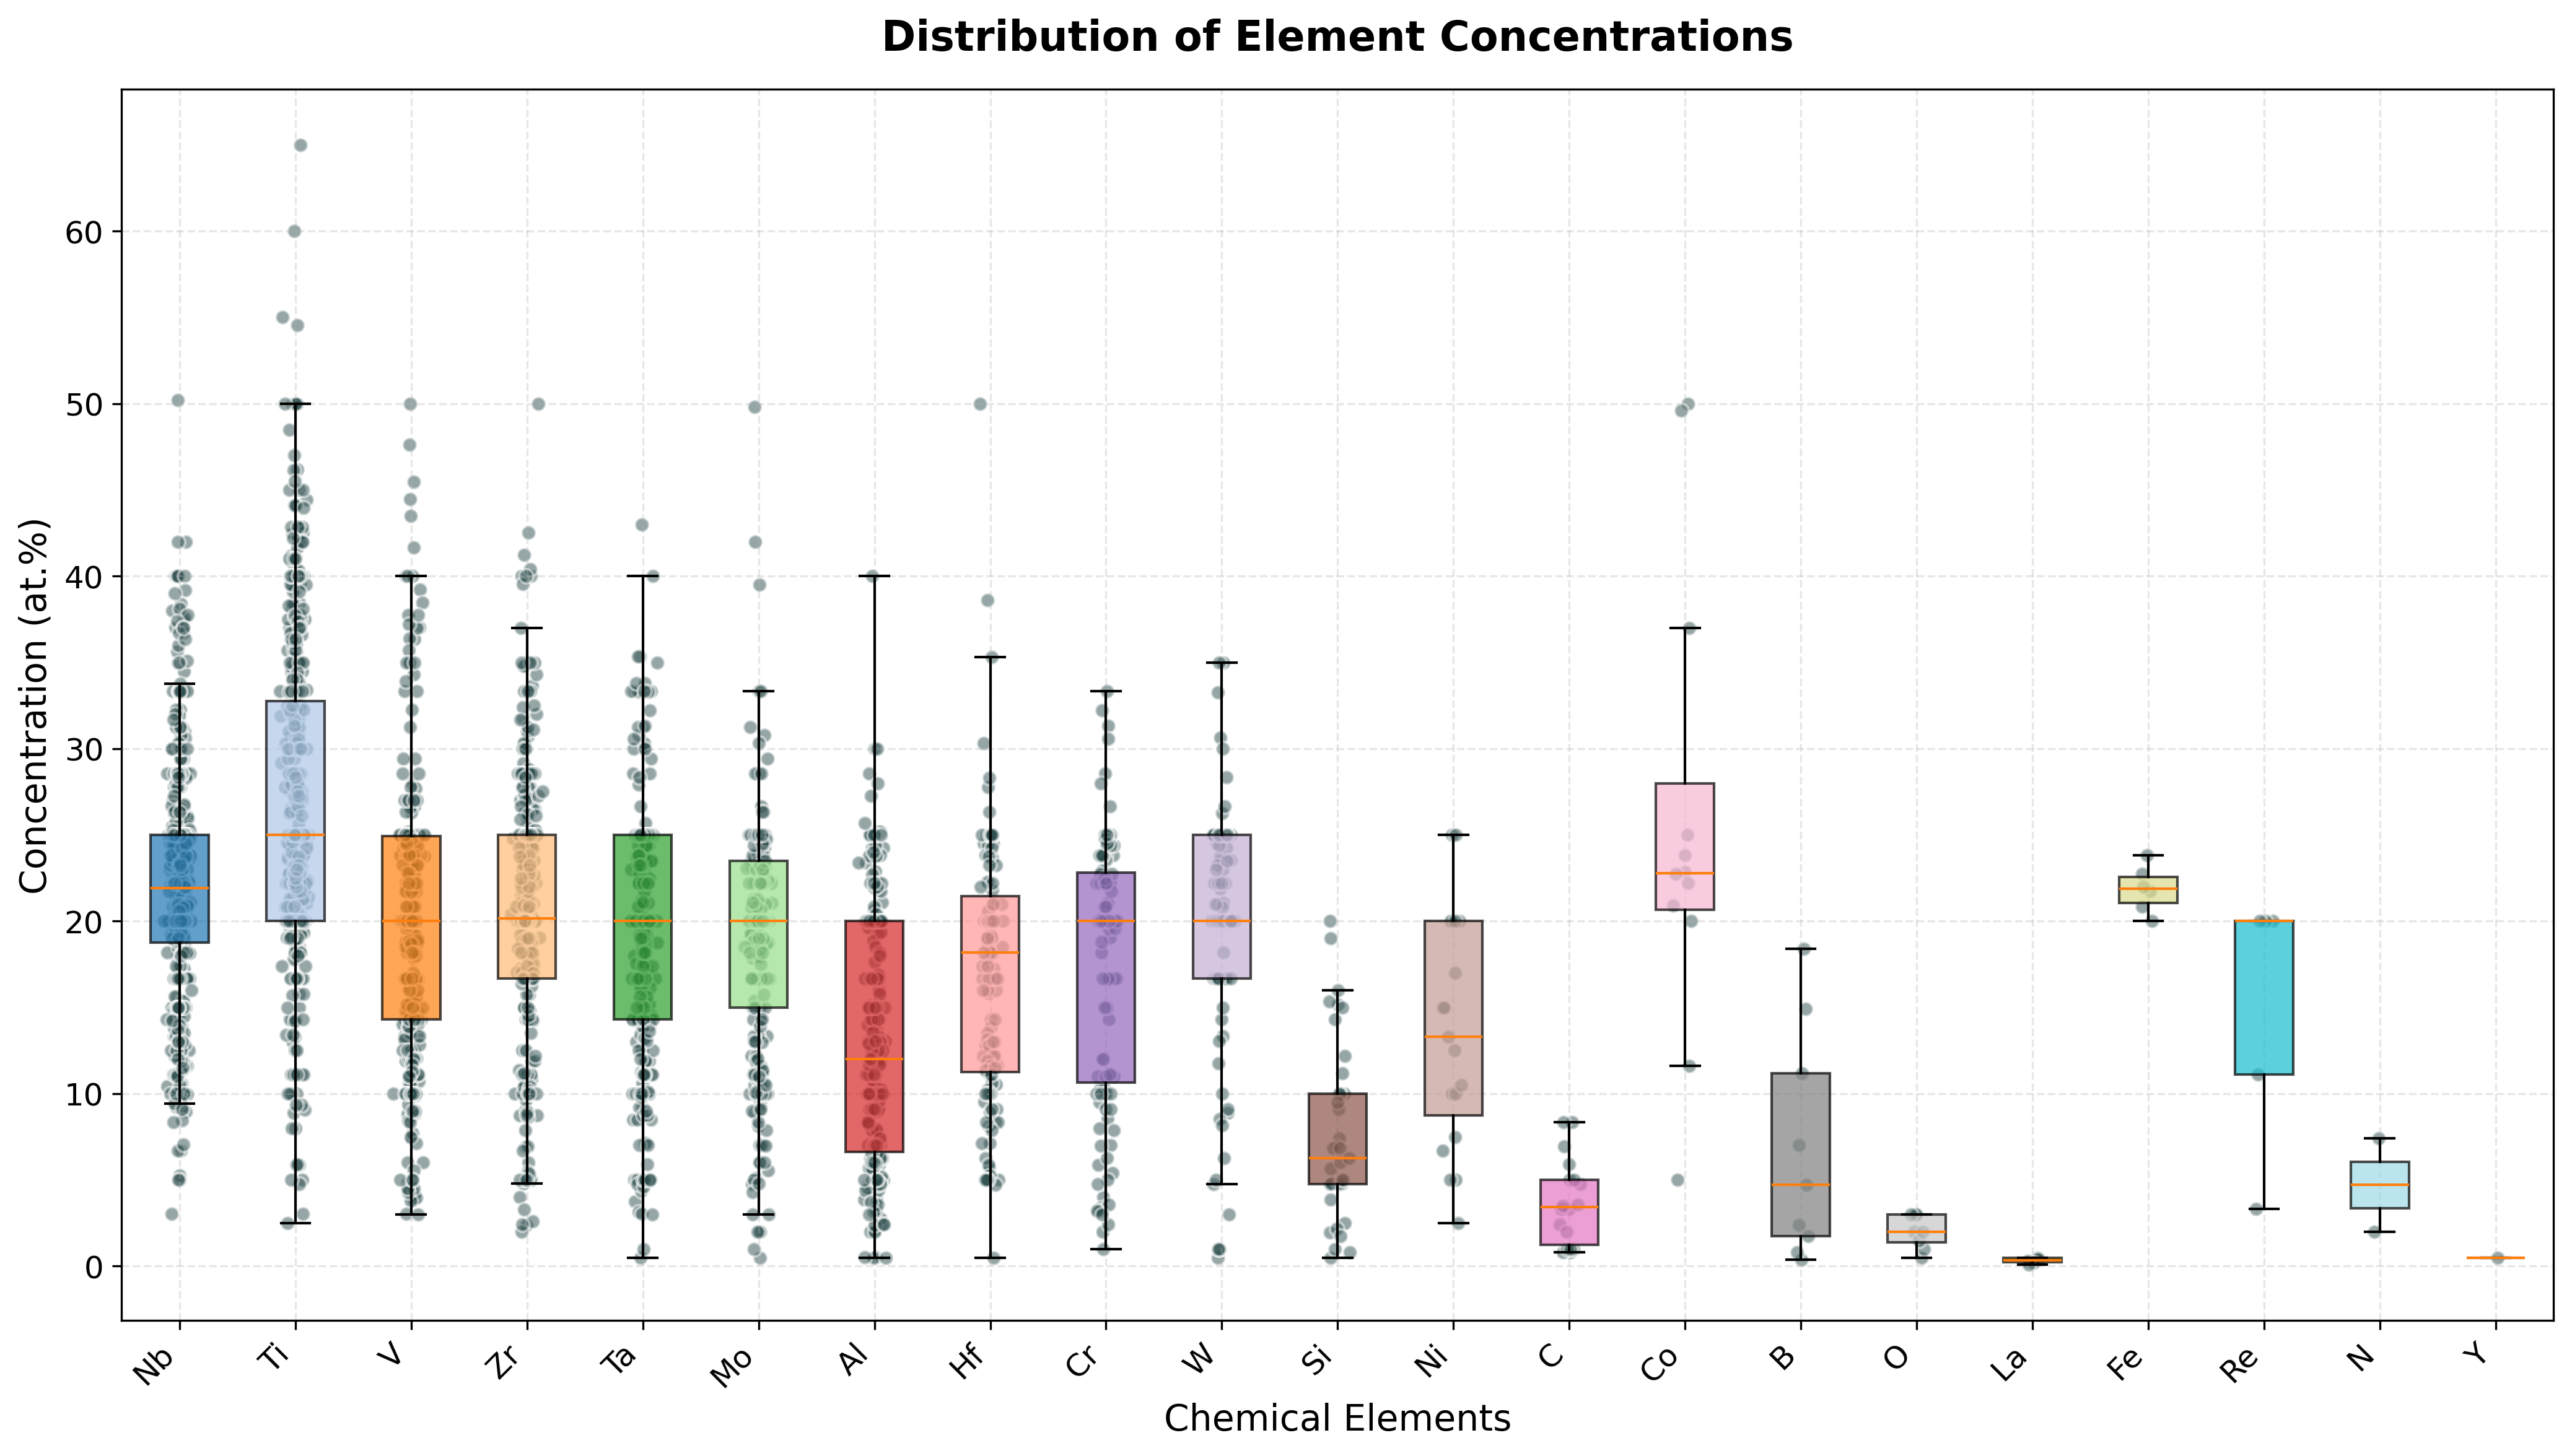 Distribution of Element Concentrations
Concentration (at.%)
60
50
40
30
20
10
0
Nb
Ti
V
Zr
Ta
Mo
Al
Hf
Cr
W
Si
Ni
C
Co
B
O
La
Fe
Re
N
Y
Chemical Elements